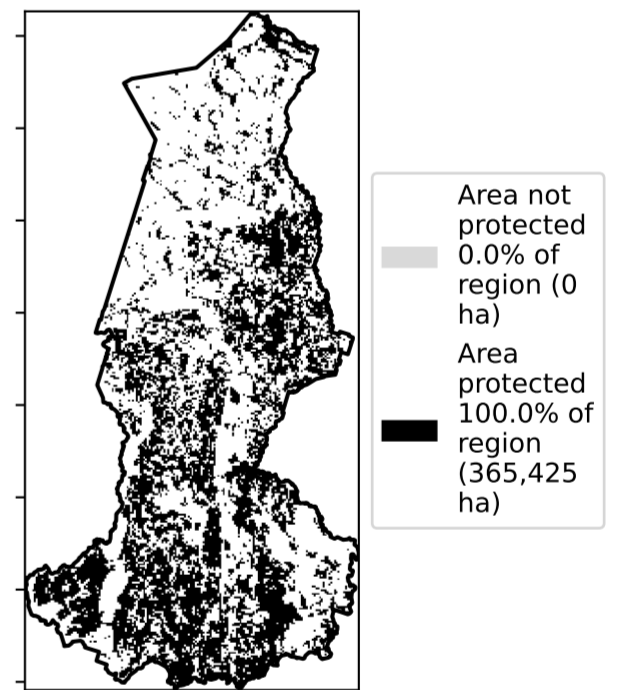 Area not
protected
0.0% of
region (0
ha)
Area
protected
100.0% of
region
(365,425
ha)